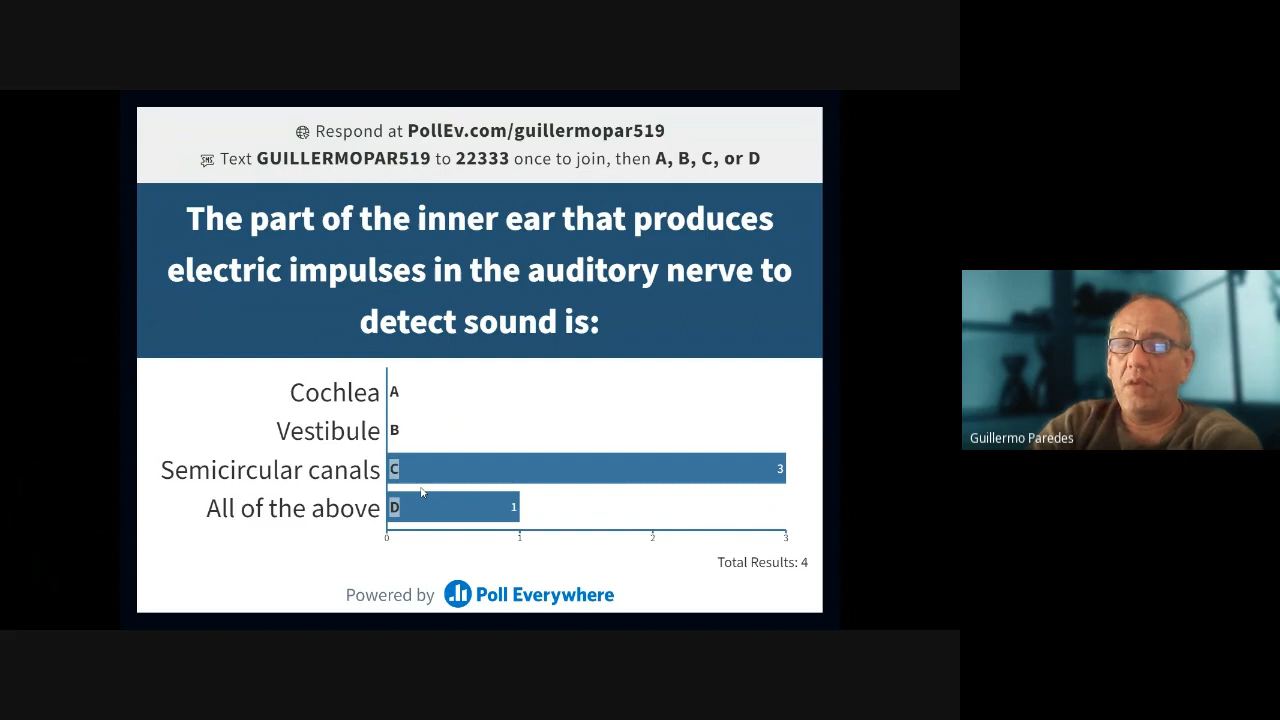 Respond at PollEv.com/guillermopar519
Text GUILLERMOPAR519 to 22333 once to join, then A, B, C, or D
The part of the inner ear that produces
electric impulses in the auditory nerve to
detect sound is:
Cochlea A
Vestibule B
Semicircular canals C 3
All of the above D 1
0 1 2 3
Total Results: 4
Powered by Poll Everywhere
Guillermo Paredes